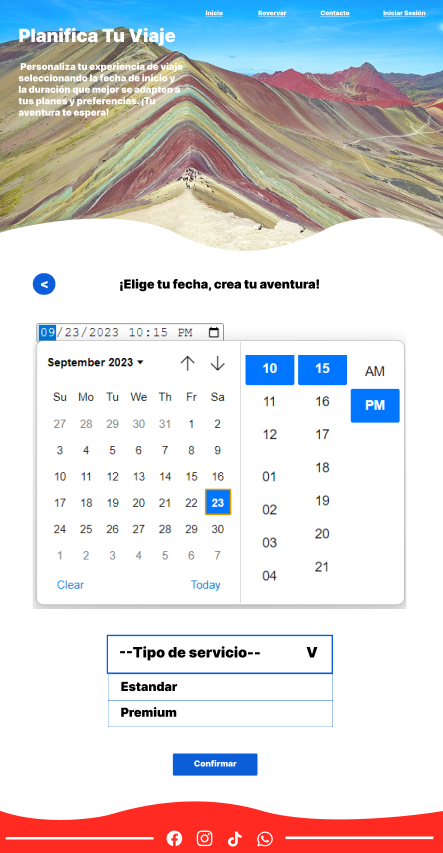 Inicio Revervar Contacto Iniciar Sesión
Planifica Tu Viaje
Personaliza tu experiencia de viaje
seleccionando la fecha de inicio y
la duración que mejor se adapten a
tus planes y preferencias. ¡Tu
aventura te espera!
< ¡Elige tu fecha, crea tu aventura!
09/23/2023 10:15 PM
September 2023
Su Mo Tu We Th Fr Sa
27 28 29 30 31 1 2
3 4 5 6 7 8 9
10 11 12 13 14 15 16
17 18 19 20 21 22 23
24 25 26 27 28 29 30
1 2 3 4 5 6 7
Clear Today
10 15 AM
11 16 PM
12 17
01 18
02 19
03 20
04 21
--Tipo de servicio-- V
Estandar
Premium
Confirmar